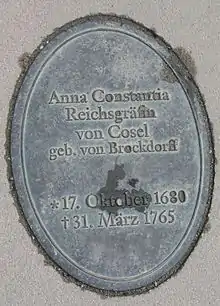 Anna Constantia
Reichsgräfin
von Cosel
geb. von Brockdorff
* 17. Oktober 1680
† 31. März 1765